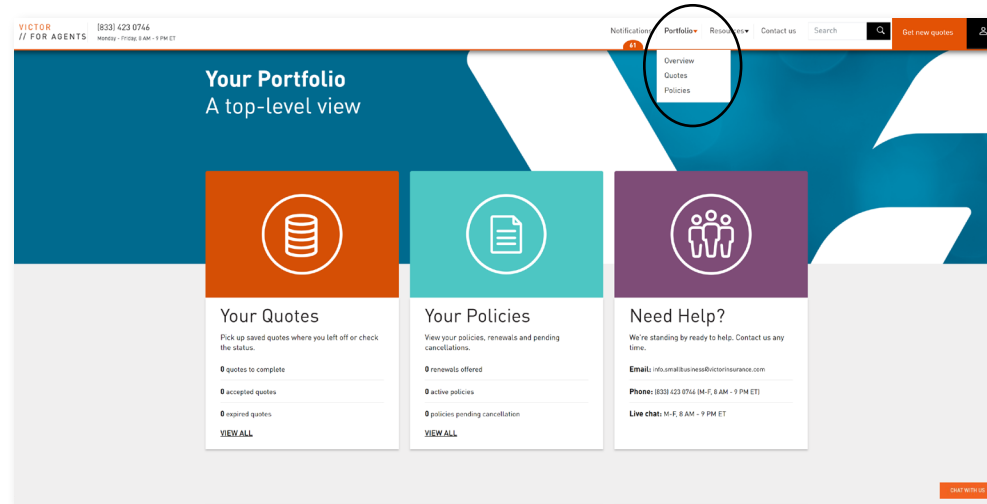 VICTOR
// FOR AGENTS
(833) 423 0746
Monday - Friday, 8 AM - 9 PM ET
Notifications
61
Portfolio
Resources
Contact us
Search
Get new quotes
Overview
Quotes
Policies
Your Portfolio
A top-level view
Your Quotes
Pick up saved quotes where you left off or check
the status.
0 quotes to complete
0 accepted quotes
0 expired quotes
VIEW ALL
Your Policies
View your policies, renewals and pending
cancellations.
0 renewals offered
0 active policies
0 policies pending cancellation
VIEW ALL
Need Help?
We're standing by ready to help. Contact us any
time.
Email: info.smallbusiness@victorinsurance.com
Phone: (833) 423 0746 (M-F, 8 AM - 9 PM ET)
Live chat: M-F, 8 AM - 9 PM ET
CHAT WITH US